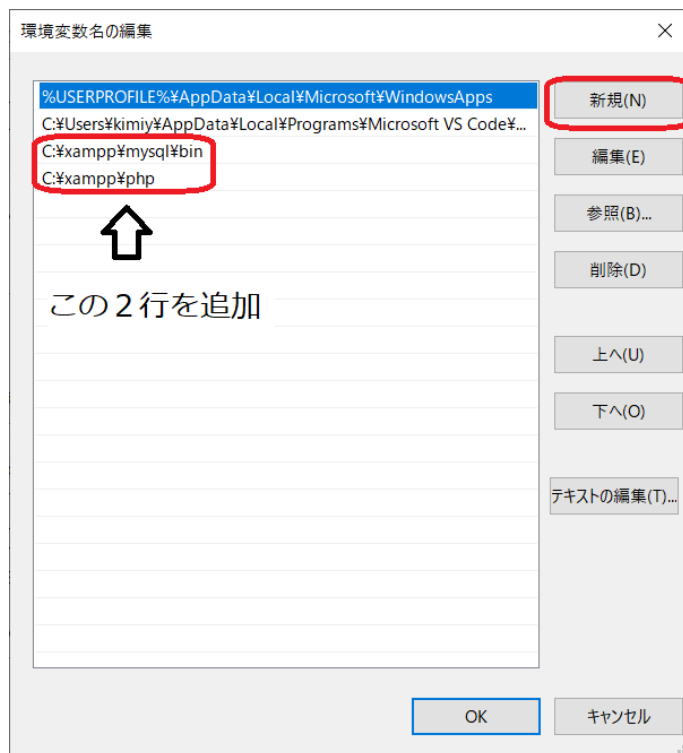 環境変数名の編集
%USERPROFILE%¥AppData¥Local¥Microsoft¥WindowsApps
C:¥Users¥kimiy¥AppData¥Local¥Programs¥Microsoft VS Code¥...
C:¥xampp¥mysql¥bin
C:¥xampp¥php
この２行を追加
新規(N)
編集(E)
参照(B)...
削除(D)
上へ(U)
下へ(O)
テキストの編集(T)...
OK
キャンセル